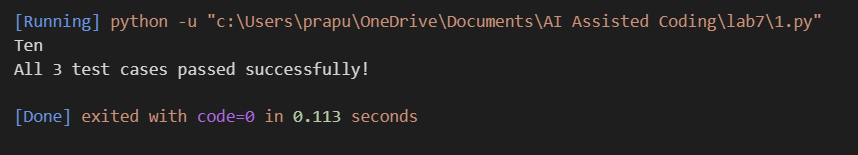 [Running] python -u "c:\Users\prapu\OneDrive\Documents\AI Assisted Coding\lab7\1.py"
Ten
All 3 test cases passed successfully!
[Done] exited with code=0 in 0.113 seconds